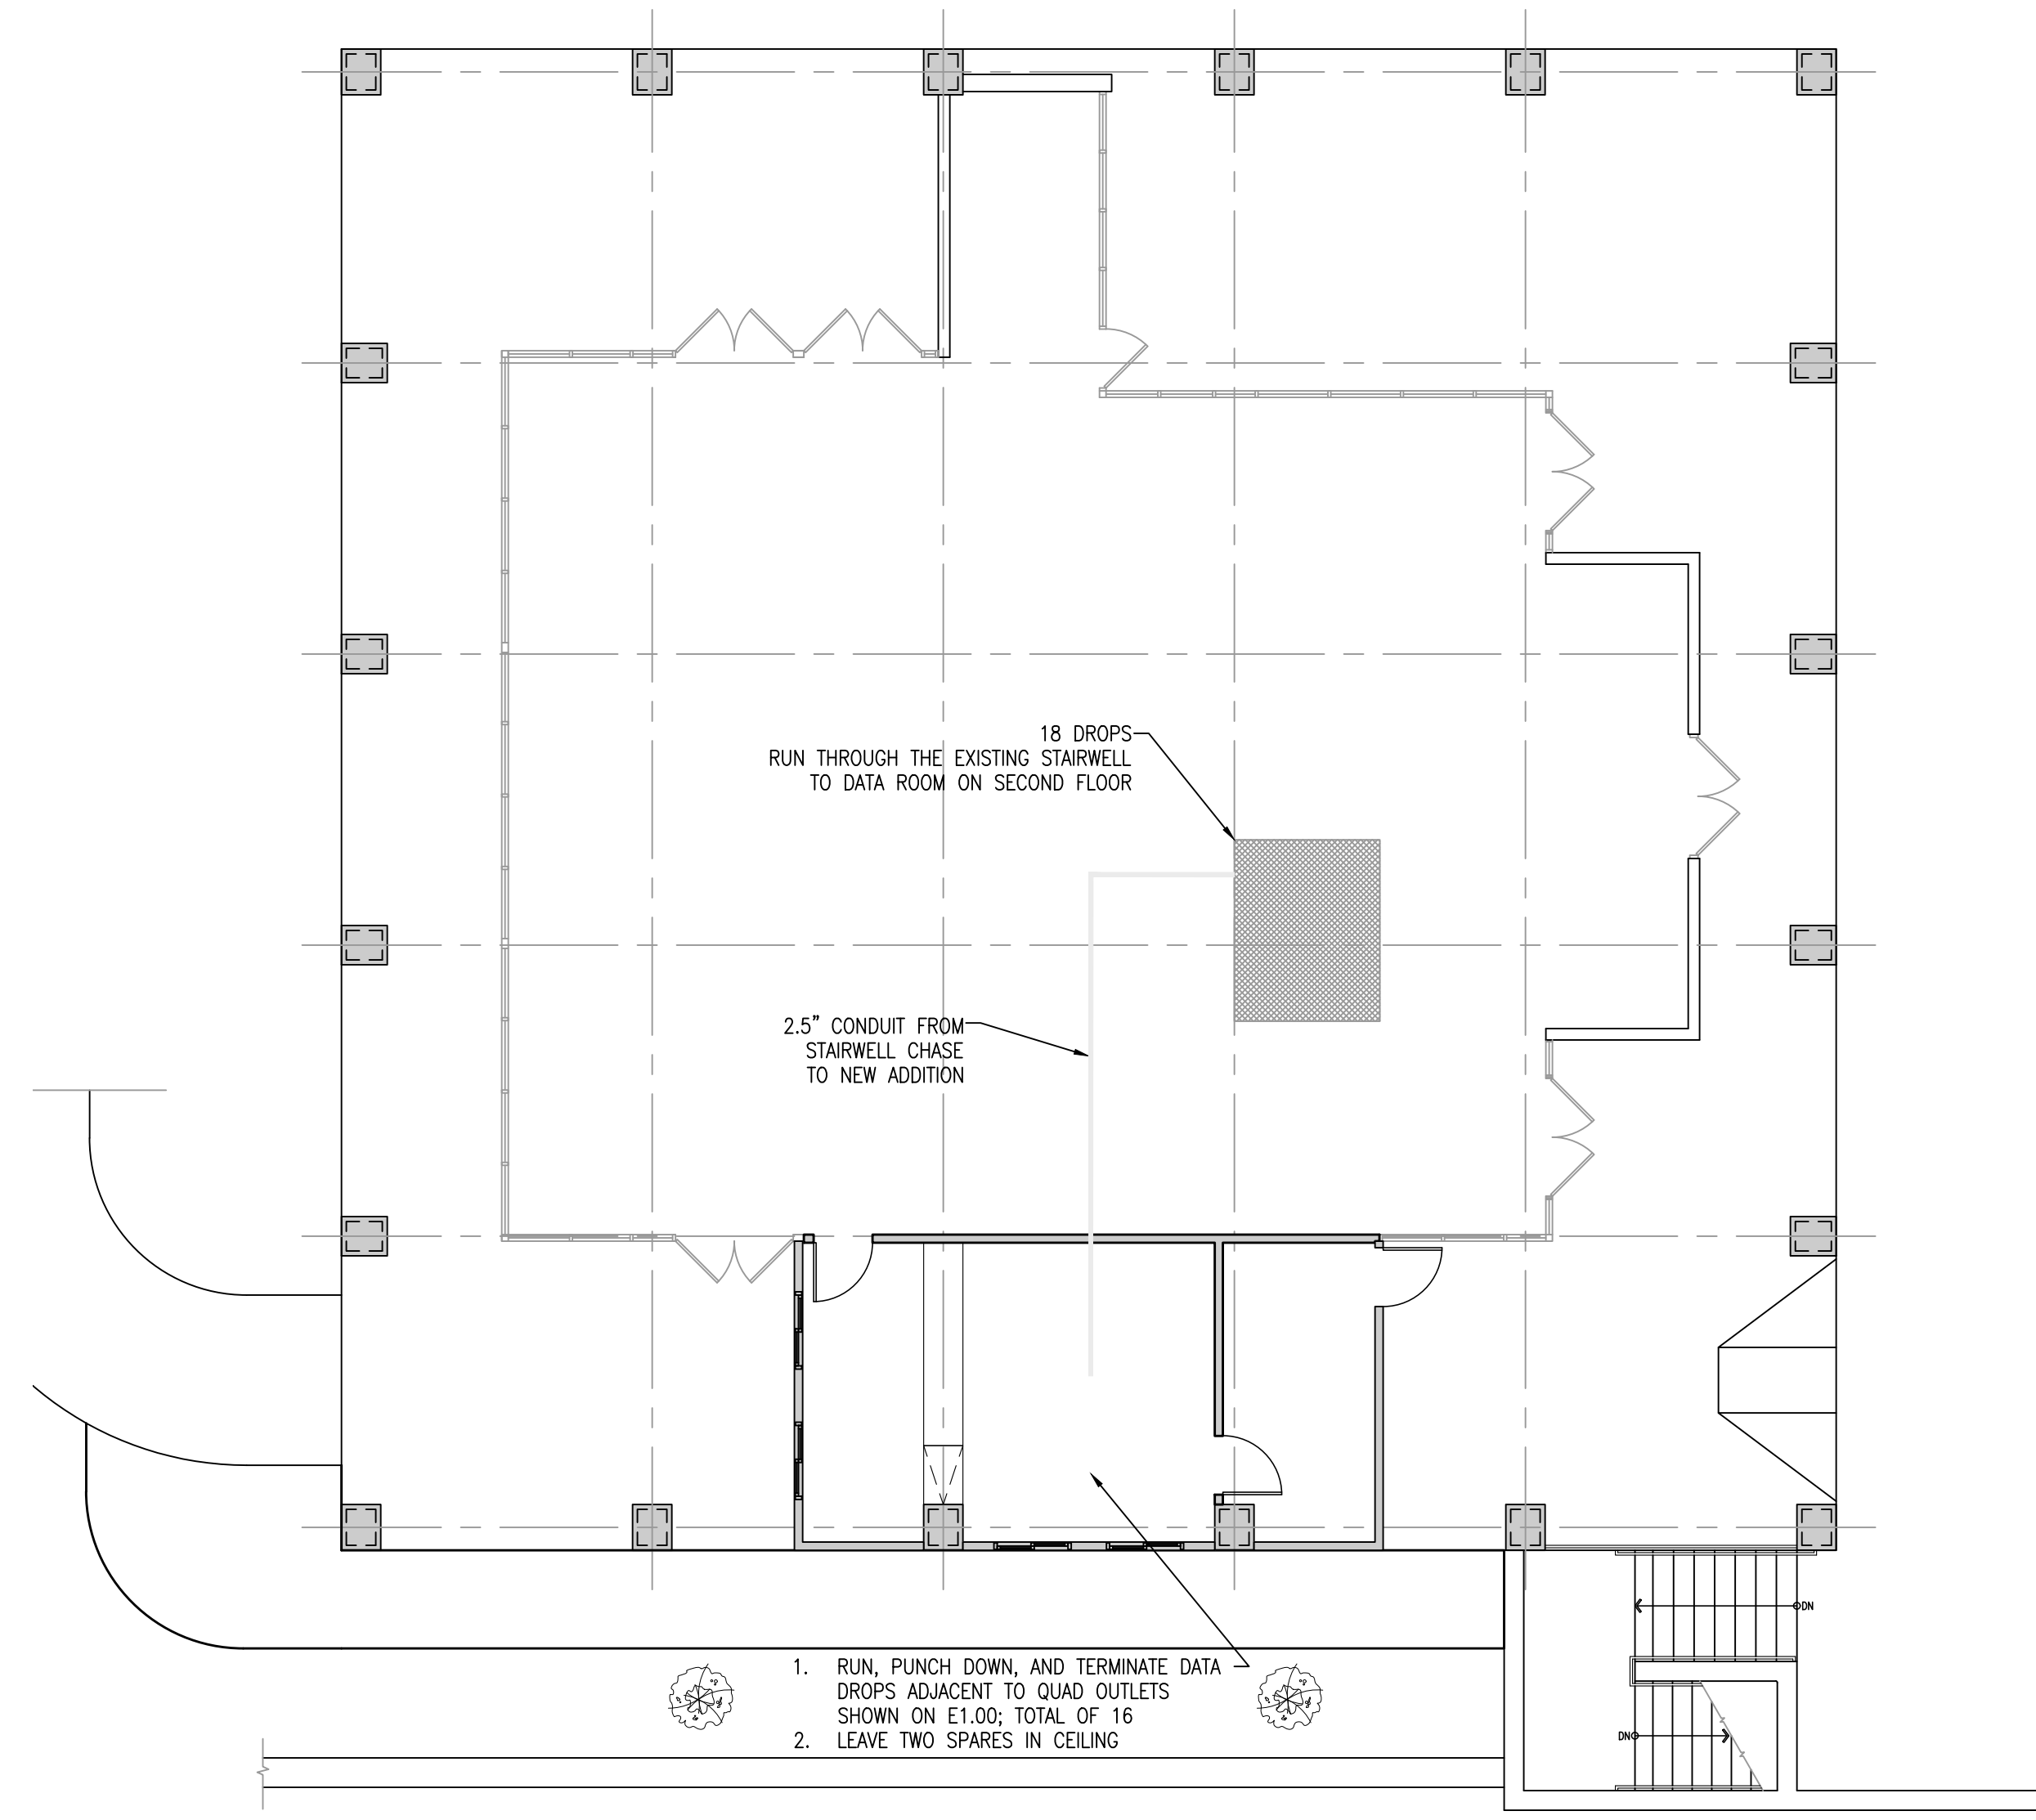 18 DROPS
RUN THROUGH THE EXISTING STAIRWELL
TO DATA ROOM ON SECOND FLOOR
2.5” CONDUIT FROM
STAIRWELL CHASE
TO NEW ADDITION
DN
1. RUN, PUNCH DOWN, AND TERMINATE DATA
DROPS ADJACENT TO QUAD OUTLETS
SHOWN ON E1.00; TOTAL OF 16
2. LEAVE TWO SPARES IN CEILING
DN